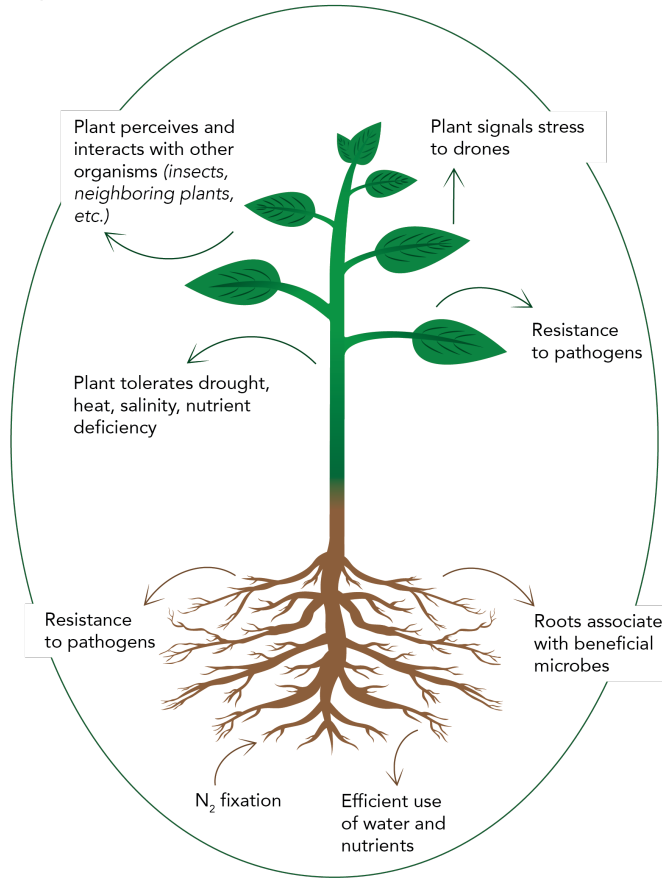 Plant perceives and
interacts with other
organisms (insects,
neighboring plants,
etc.)
Plant signals stress
to drones
Resistance
to pathogens
Plant tolerates drought,
heat, salinity, nutrient
deficiency
Resistance
to pathogens
Roots associate
with beneficial
microbes
N₂ fixation
Efficient use
of water and
nutrients